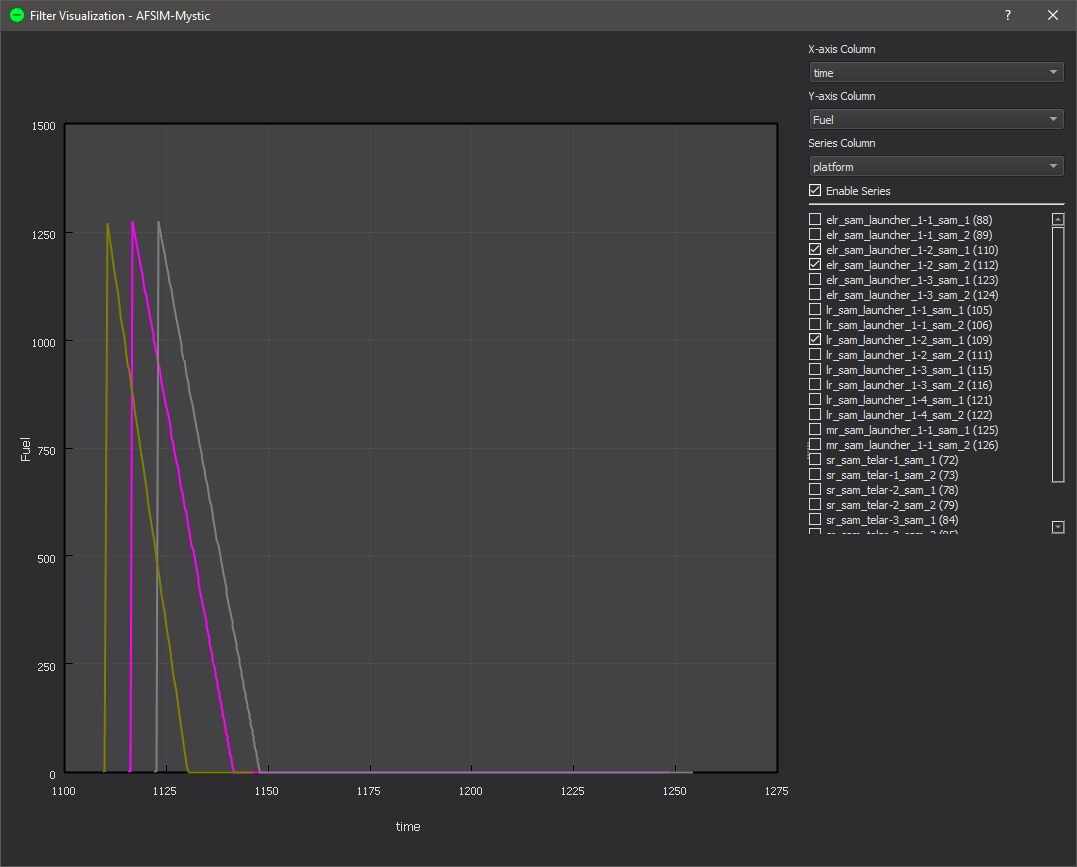 Filter Visualization - AFSIM-Mystic
?
X-axis Column
time
Y-axis Column
Fuel
Series Column
platform
Enable Series
elr_sam_launcher_1-1_sam_1 (88)
elr_sam_launcher_1-1_sam_2 (89)
elr_sam_launcher_1-2_sam_1 (110)
elr_sam_launcher_1-2_sam_2 (112)
elr_sam_launcher_1-3_sam_1 (123)
elr_sam_launcher_1-3_sam_2 (124)
lr_sam_launcher_1-1_sam_1 (105)
lr_sam_launcher_1-1_sam_2 (106)
lr_sam_launcher_1-2_sam_1 (109)
lr_sam_launcher_1-2_sam_2 (111)
lr_sam_launcher_1-3_sam_1 (115)
lr_sam_launcher_1-3_sam_2 (116)
lr_sam_launcher_1-4_sam_1 (121)
lr_sam_launcher_1-4_sam_2 (122)
mr_sam_launcher_1-1_sam_1 (125)
mr_sam_launcher_1-1_sam_2 (126)
sr_sam_telar-1_sam_1 (72)
sr_sam_telar-1_sam_2 (73)
sr_sam_telar-2_sam_1 (78)
sr_sam_telar-2_sam_2 (79)
sr_sam_telar-3_sam_1 (84)
1500
1250
1000
750
500
250
0
Fuel
1100 1125 1150 1175 1200 1225 1250 1275
time